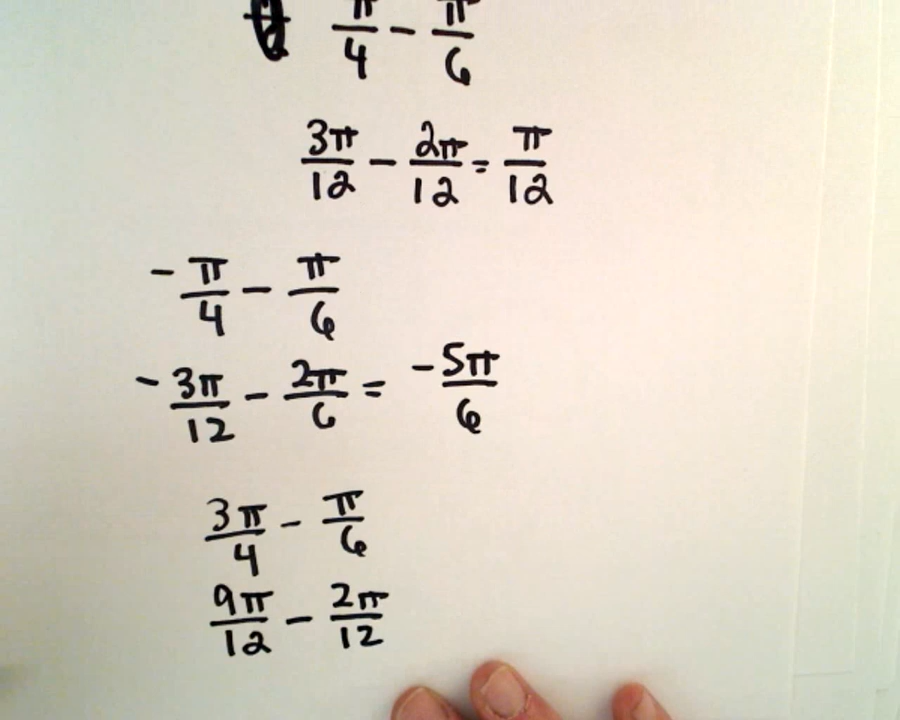 π/4 - π/6
3π/12 - 2π/12 = π/12
-π/4 - π/6
-3π/12 - 2π/6 = -5π/6
3π/4 - π/6
9π/12 - 2π/12